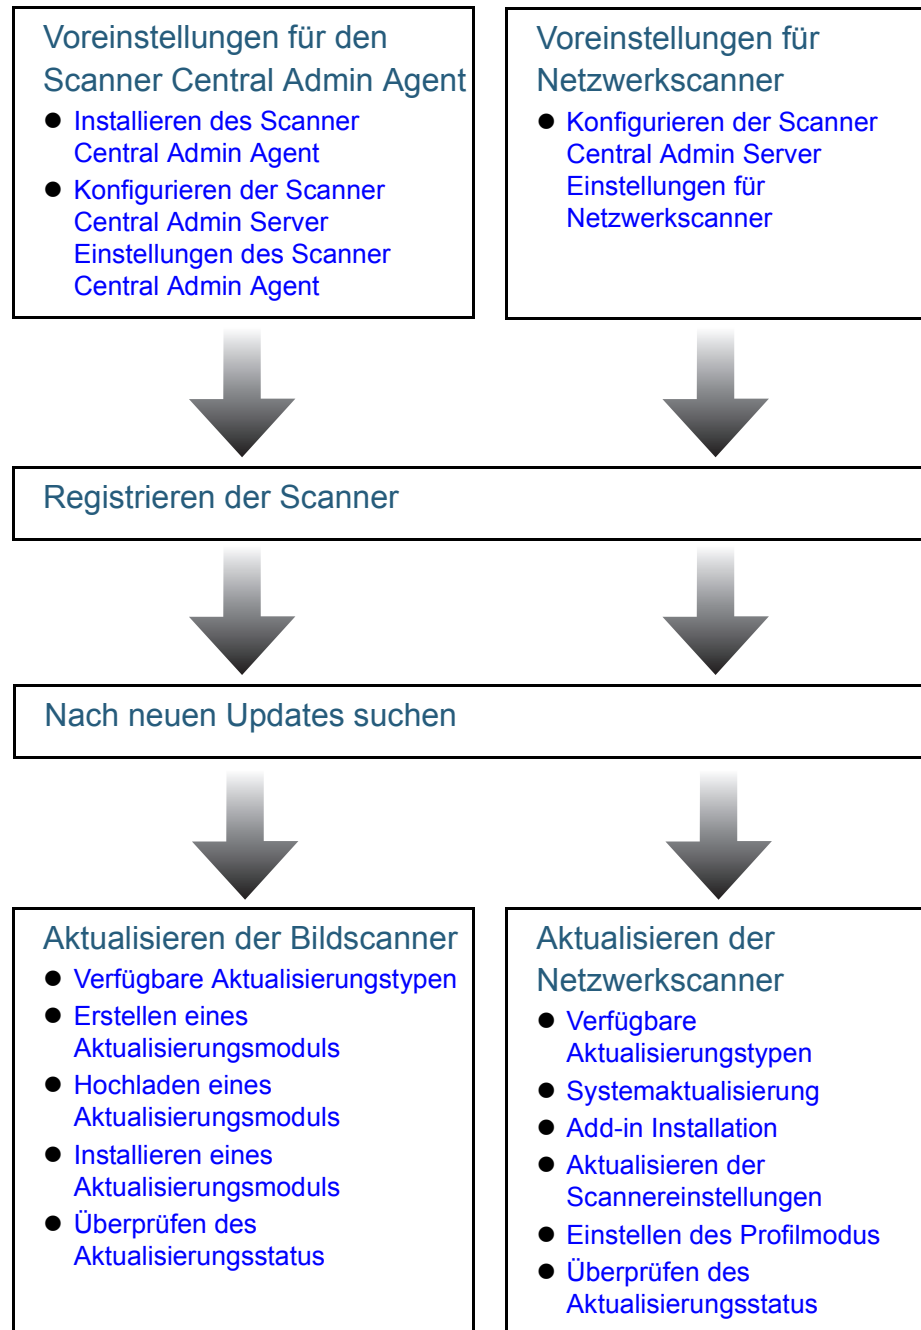 Voreinstellungen für den
Scanner Central Admin Agent
● Installieren des Scanner
Central Admin Agent
● Konfigurieren der Scanner
Central Admin Server
Einstellungen des Scanner
Central Admin Agent
Voreinstellungen für
Netzwerkscanner
● Konfigurieren der Scanner
Central Admin Server
Einstellungen für
Netzwerkscanner
Registrieren der Scanner
Nach neuen Updates suchen
Aktualisieren der Bildscanner
● Verfügbare Aktualisierungstypen
● Erstellen eines
Aktualisierungsmoduls
● Hochladen eines
Aktualisierungsmoduls
● Installieren eines
Aktualisierungsmoduls
● Überprüfen des
Aktualisierungsstatus
Aktualisieren der
Netzwerkscanner
● Verfügbare
Aktualisierungstypen
● Systemaktualisierung
● Add-in Installation
● Aktualisieren der
Scannereinstellungen
● Einstellen des Profilmodus
● Überprüfen des
Aktualisierungsstatus